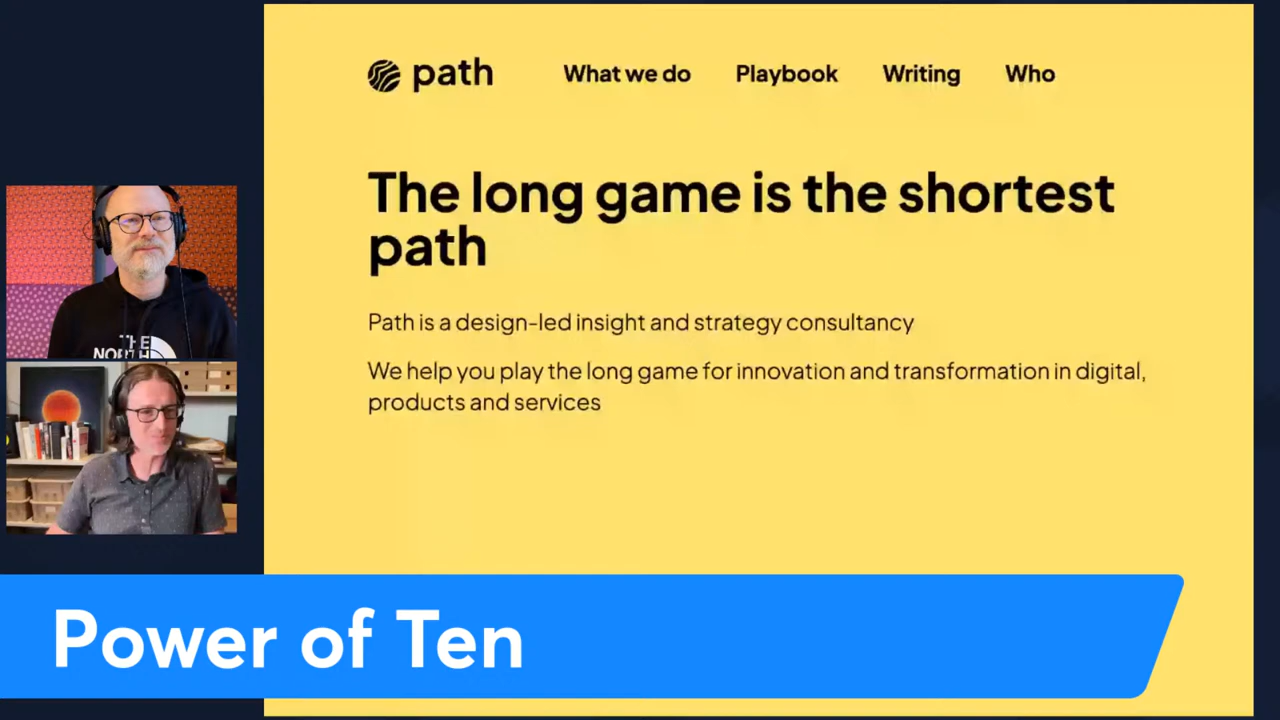 path
What we do
Playbook
Writing
Who
The long game is the shortest
path
Path is a design-led insight and strategy consultancy
We help you play the long game for innovation and transformation in digital,
products and services
THE
NORTH
Power of Ten